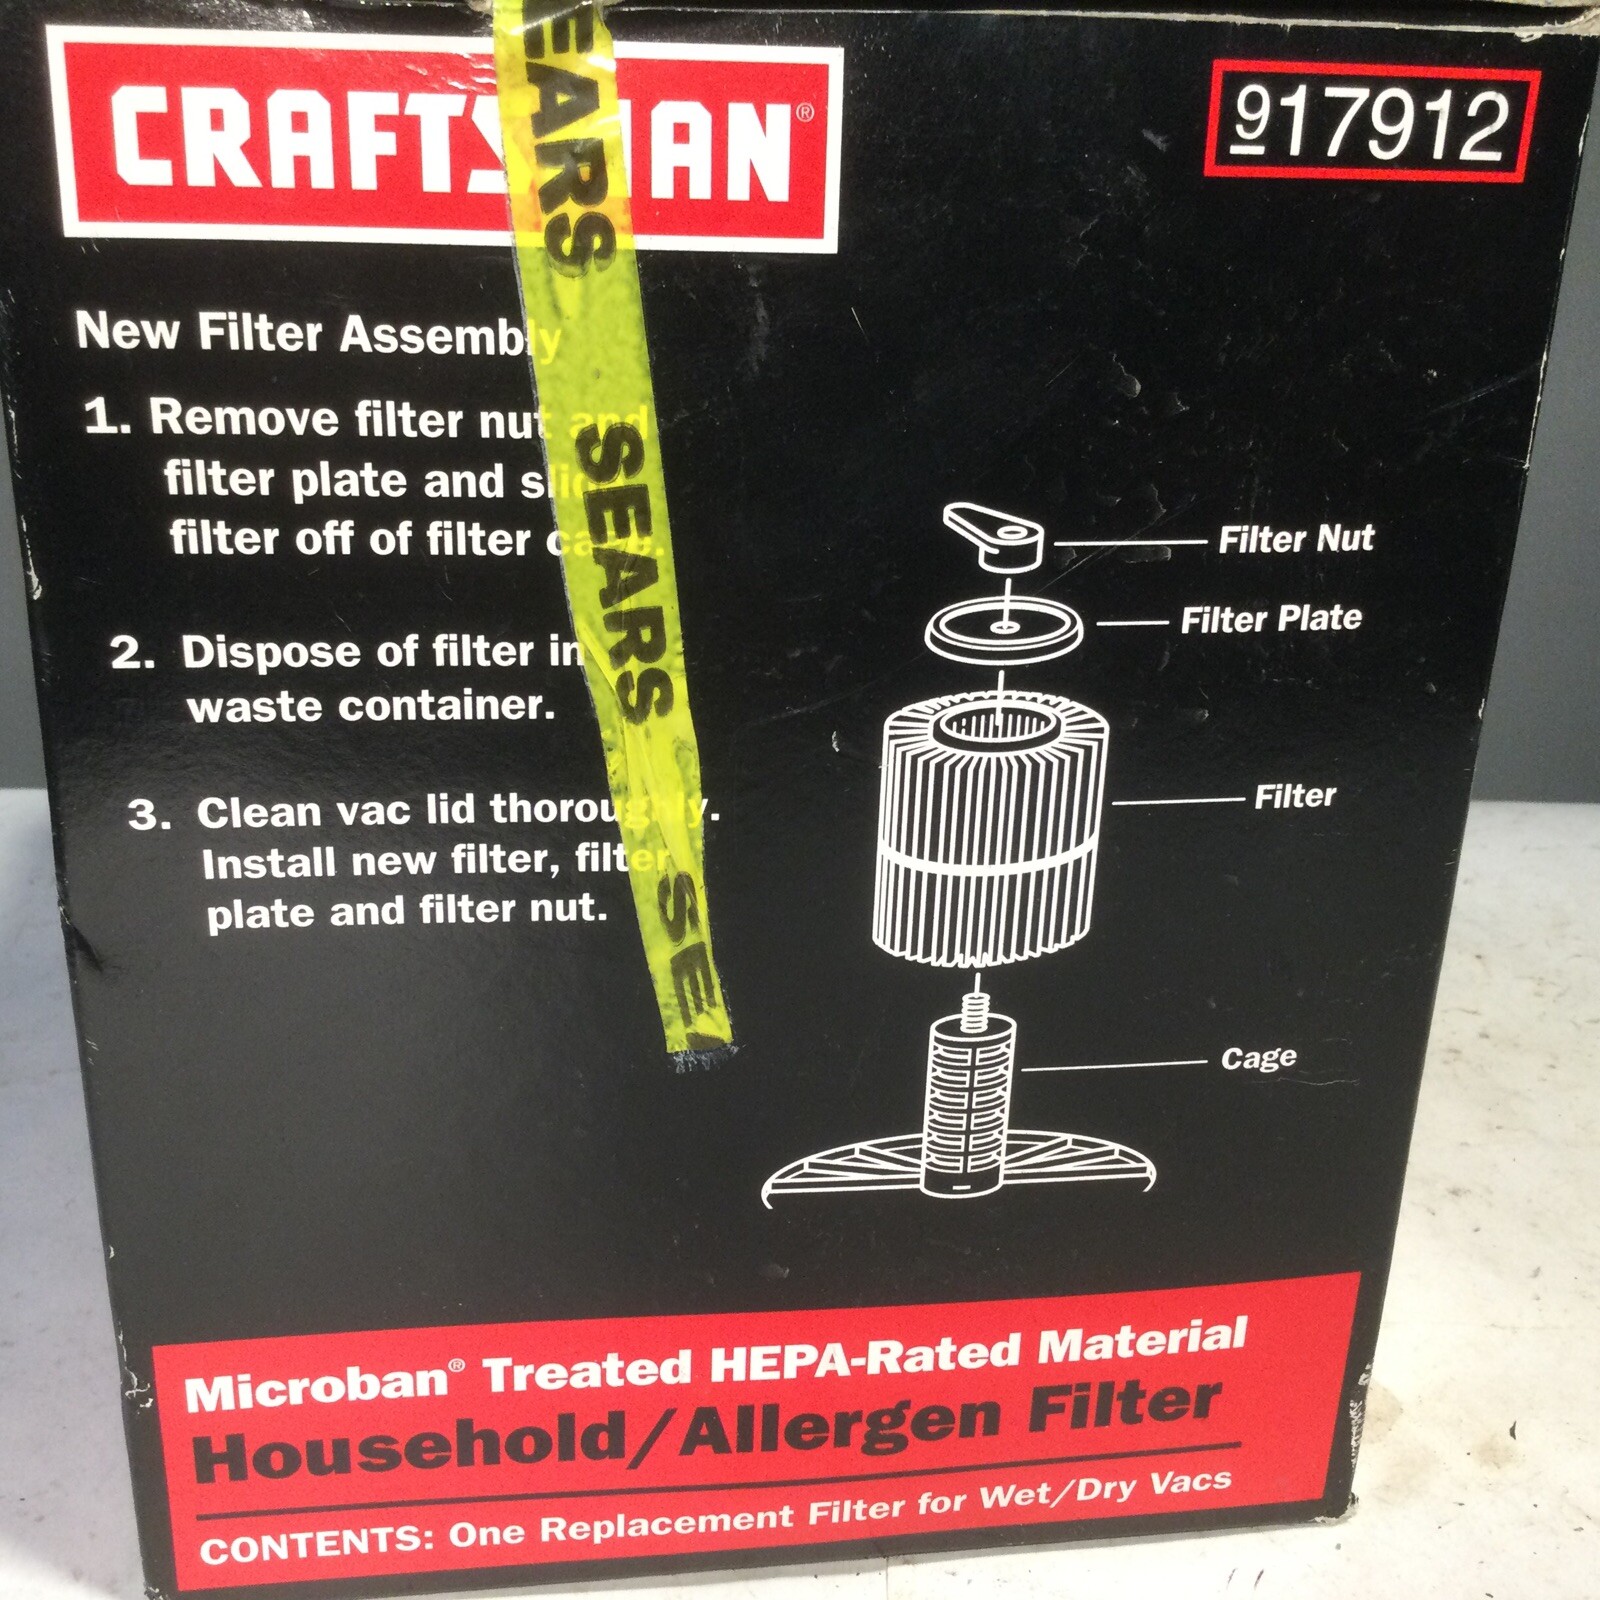 CRAFTSMAN®
917912
SEARS
SEARS
SEARS
SE
New Filter Assembly
1. Remove filter nut and
filter plate and slide
filter off of filter cage.
2. Dispose of filter in
waste container.
3. Clean vac lid thoroughly.
Install new filter, filter
plate and filter nut.
Filter Nut
Filter Plate
Filter
Cage
Microban® Treated HEPA-Rated Material
Household/Allergen Filter
CONTENTS: One Replacement Filter for Wet/Dry Vacs